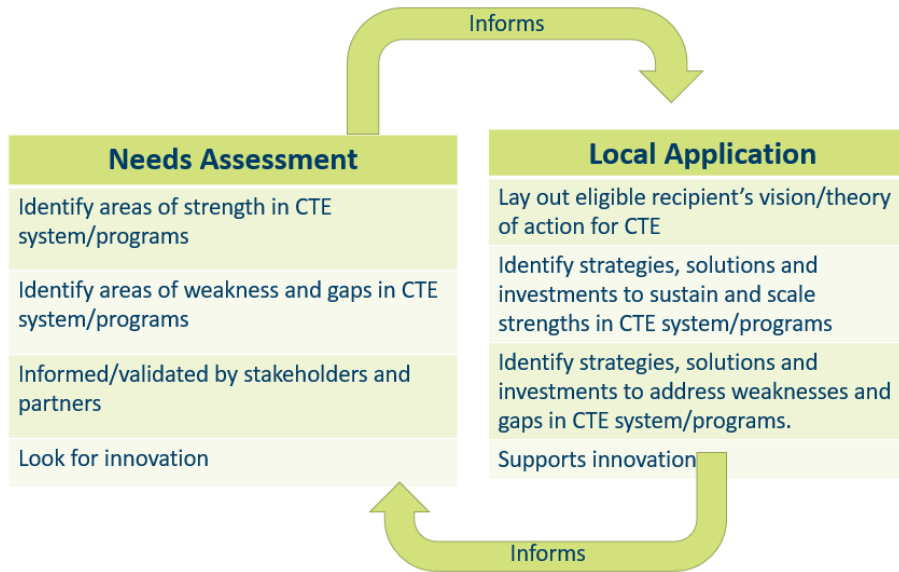 Informs
Needs Assessment
Identify areas of strength in CTE
system/programs
Identify areas of weakness and gaps in CTE
system/programs
Informed/validated by stakeholders and
partners
Look for innovation
Local Application
Lay out eligible recipient's vision/theory
of action for CTE
Identify strategies, solutions and
investments to sustain and scale
strengths in CTE system/programs
Identify strategies, solutions and
investments to address weaknesses and
gaps in CTE system/programs.
Supports innovation
Informs